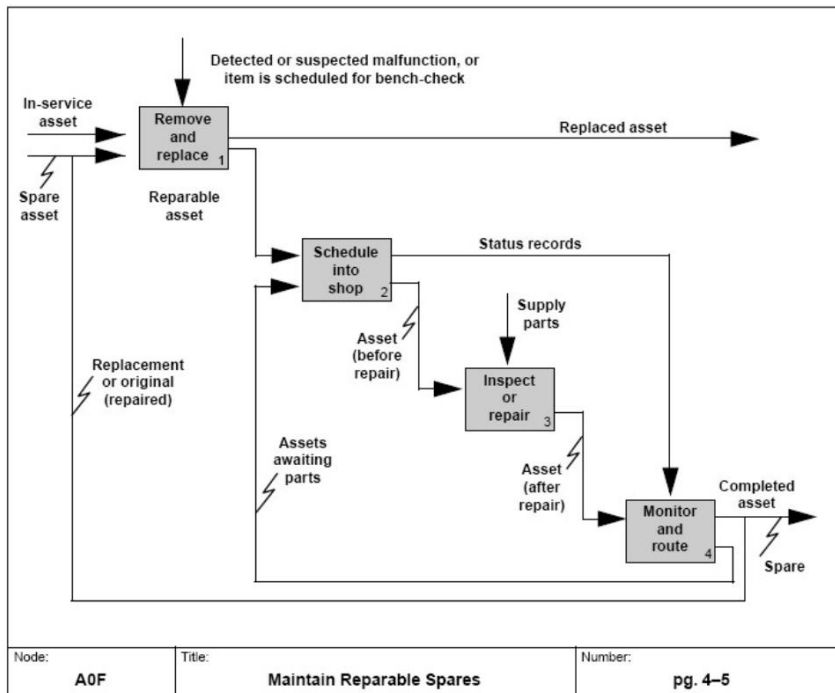 Detected or suspected malfunction, or
item is scheduled for bench-check
In-service
asset
Remove
and
replace
1
Replaced asset
Spare
asset
Reparable
asset
Schedule
into
shop
2
Status records
Supply
parts
Asset
(before
repair)
Replacement
or original
(repaired)
Inspect
or
repair
3
Assets
awaiting
parts
Asset
(after
repair)
Completed
asset
Monitor
and
route
4
Spare
Node:
A0F
Title:
Maintain Reparable Spares
Number:
pg. 4–5